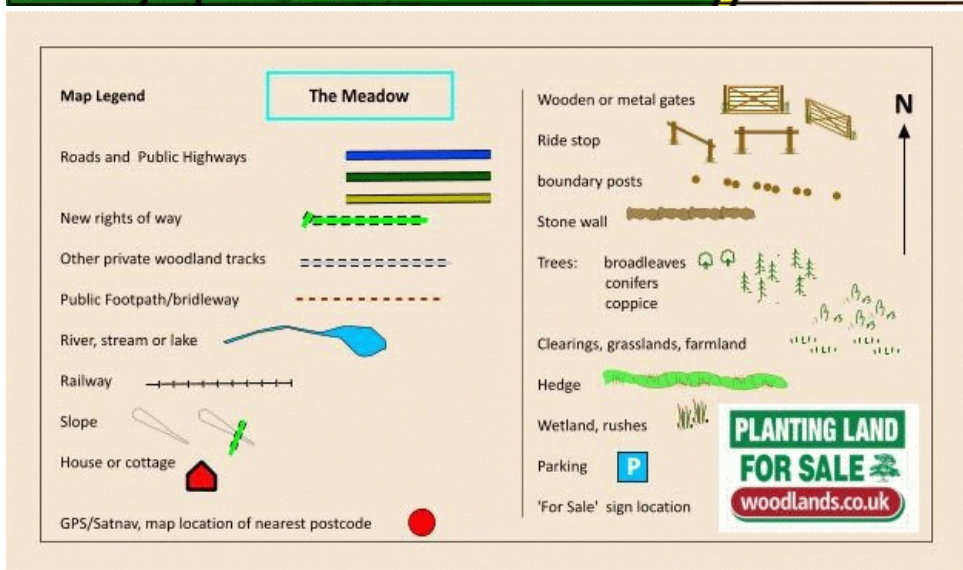 Map Legend
The Meadow
Roads and Public Highways
New rights of way
Other private woodland tracks
Public Footpath/bridleway
River, stream or lake
Railway
Slope
House or cottage
GPS/Satnav, map location of nearest postcode
Wooden or metal gates
N
Ride stop
boundary posts
Stone wall
Trees: broadleaves
conifers
coppice
Clearings, grasslands, farmland
Hedge
Wetland, rushes
Parking P
'For Sale' sign location
PLANTING LAND
FOR SALE
woodlands.co.uk